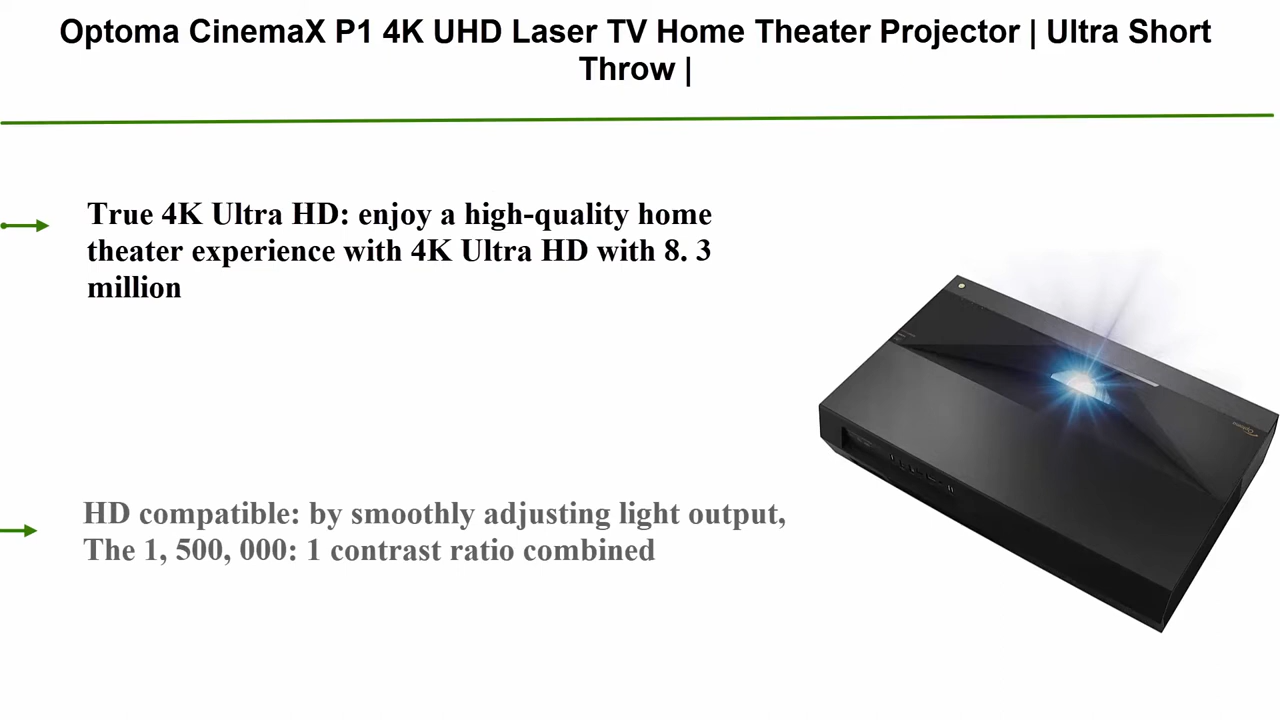 Optoma CinemaX P1 4K UHD Laser TV Home Theater Projector | Ultra Short
Throw |
True 4K Ultra HD: enjoy a high-quality home
theater experience with 4K Ultra HD with 8. 3
million
Optoma
HD compatible: by smoothly adjusting light output,
The 1, 500, 000: 1 contrast ratio combined